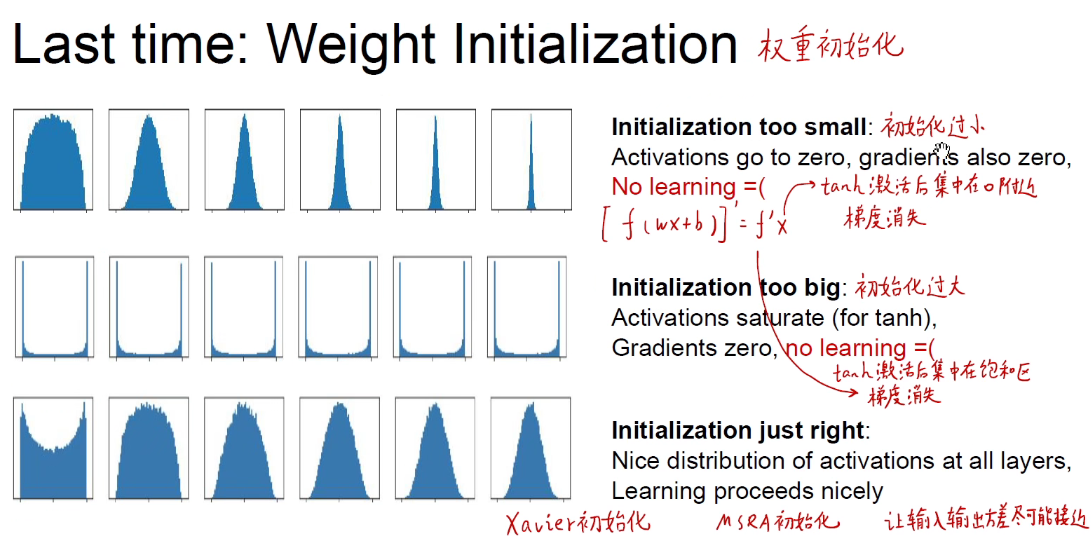 Last time: Weight Initialization 权重初始化
Initialization too small: 初始化过小
Activations go to zero, gradients also zero,
No learning =( tanh激活后集中在0附近
[f(wx+b)]'=f'x 梯度消失
Initialization too big: 初始化过大
Activations saturate (for tanh),
Gradients zero, no learning =(
tanh激活后集中在饱和区
梯度消失
Initialization just right:
Nice distribution of activations at all layers,
Learning proceeds nicely
Xavier初始化 MSRA初始化 让输入输出方差尽可能接近